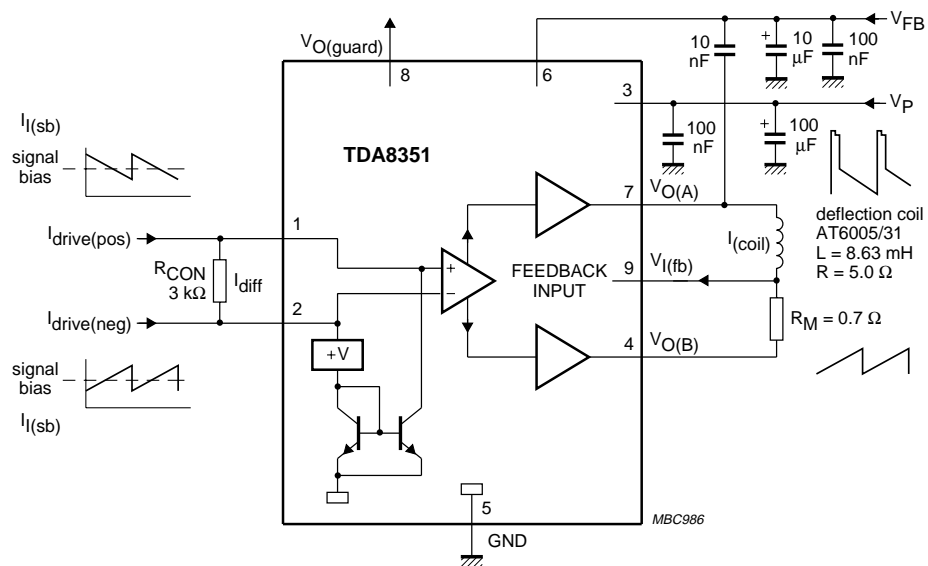 V_FB
10 nF
10 μF
100 nF
V_O(guard)
8
6
3
V_P
I_I(sb)
100 nF
100 μF
signal bias
TDA8351
7
V_O(A)
deflection coil
AT6005/31
L = 8.63 mH
R = 5.0 Ω
1
I_drive(pos)
I_(coil)
R_CON
3 kΩ
I_diff
+
−
FEEDBACK
INPUT
9
V_I(fb)
2
I_drive(neg)
R_M = 0.7 Ω
4
V_O(B)
+V
signal bias
I_I(sb)
5
MBC986
GND